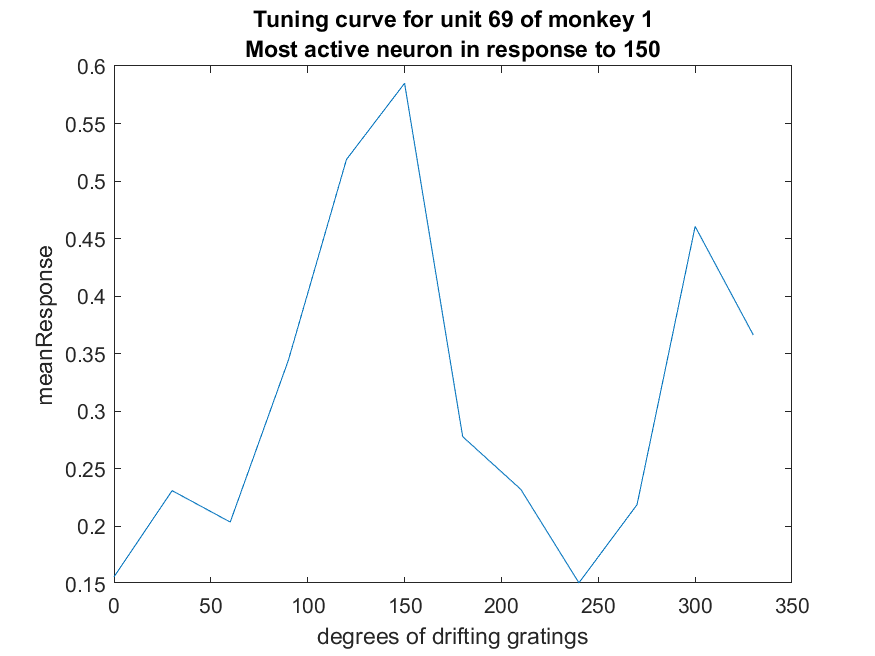 Tuning curve for unit 69 of monkey 1
Most active neuron in response to 150
0.6
0.55
0.5
0.45
0.4
0.35
0.3
0.25
0.2
0.15
meanResponse
0 50 100 150 200 250 300 350
degrees of drifting gratings